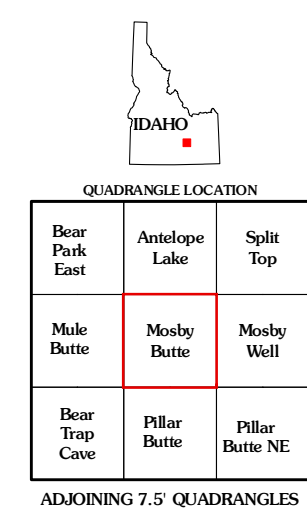 IDAHO
QUADRANGLE LOCATION
Bear
Park
East
Antelope
Lake
Split
Top
Mule
Butte
Mosby
Butte
Mosby
Well
Bear
Trap
Cave
Pillar
Butte
Pillar
Butte NE
ADJOINING 7.5' QUADRANGLES